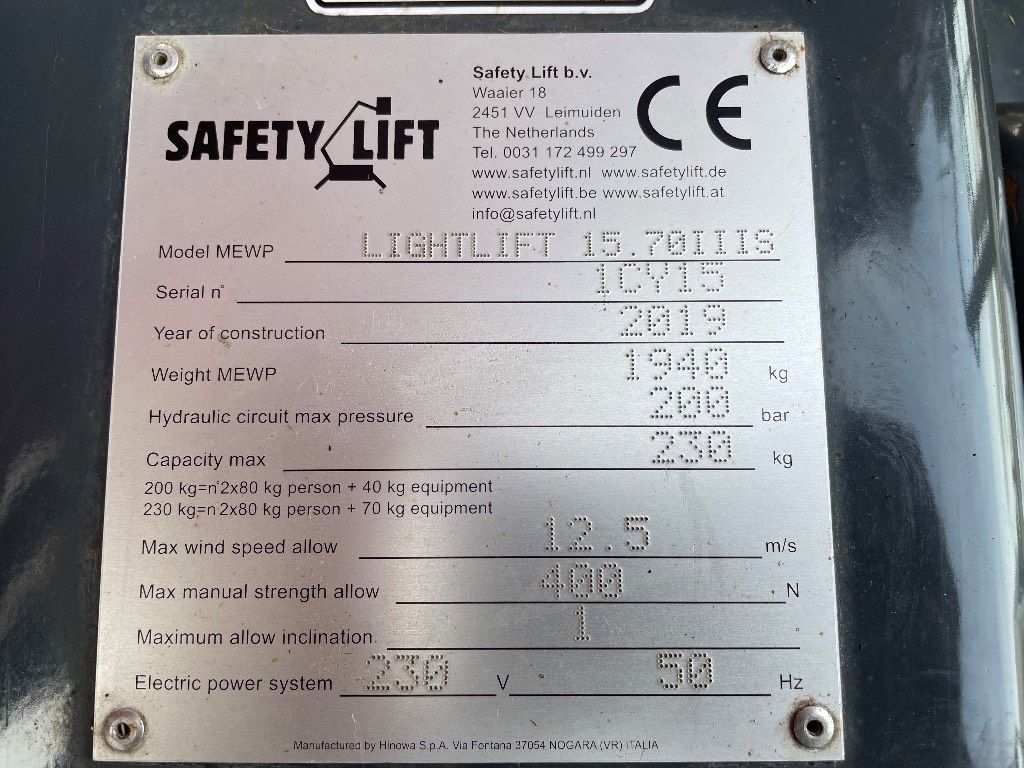 SAFETY LIFT
Safety Lift b.v.
Waaier 18
2451 VV Leimuiden
The Netherlands
Tel. 0031 172 499 297
www.safetylift.nl www.safetylift.de
www.safetylift.be www.safetylift.at
info@safetylift.nl
CE
Model MEWP LIGHTLIFT 15.70IIIS
Serial n° 1CY15
Year of construction 2019
Weight MEWP 1940 kg
Hydraulic circuit max pressure 200 bar
Capacity max 230 kg
200 kg=n°2x80 kg person + 40 kg equipment
230 kg=n°2x80 kg person + 70 kg equipment
Max wind speed allow 12.5 m/s
Max manual strength allow 400 N
Maximum allow inclination 1 °
Electric power system 230 V 50 Hz
Manufactured by Hinowa S.p.A. Via Fontana 37054 NOGARA (VR) ITALIA